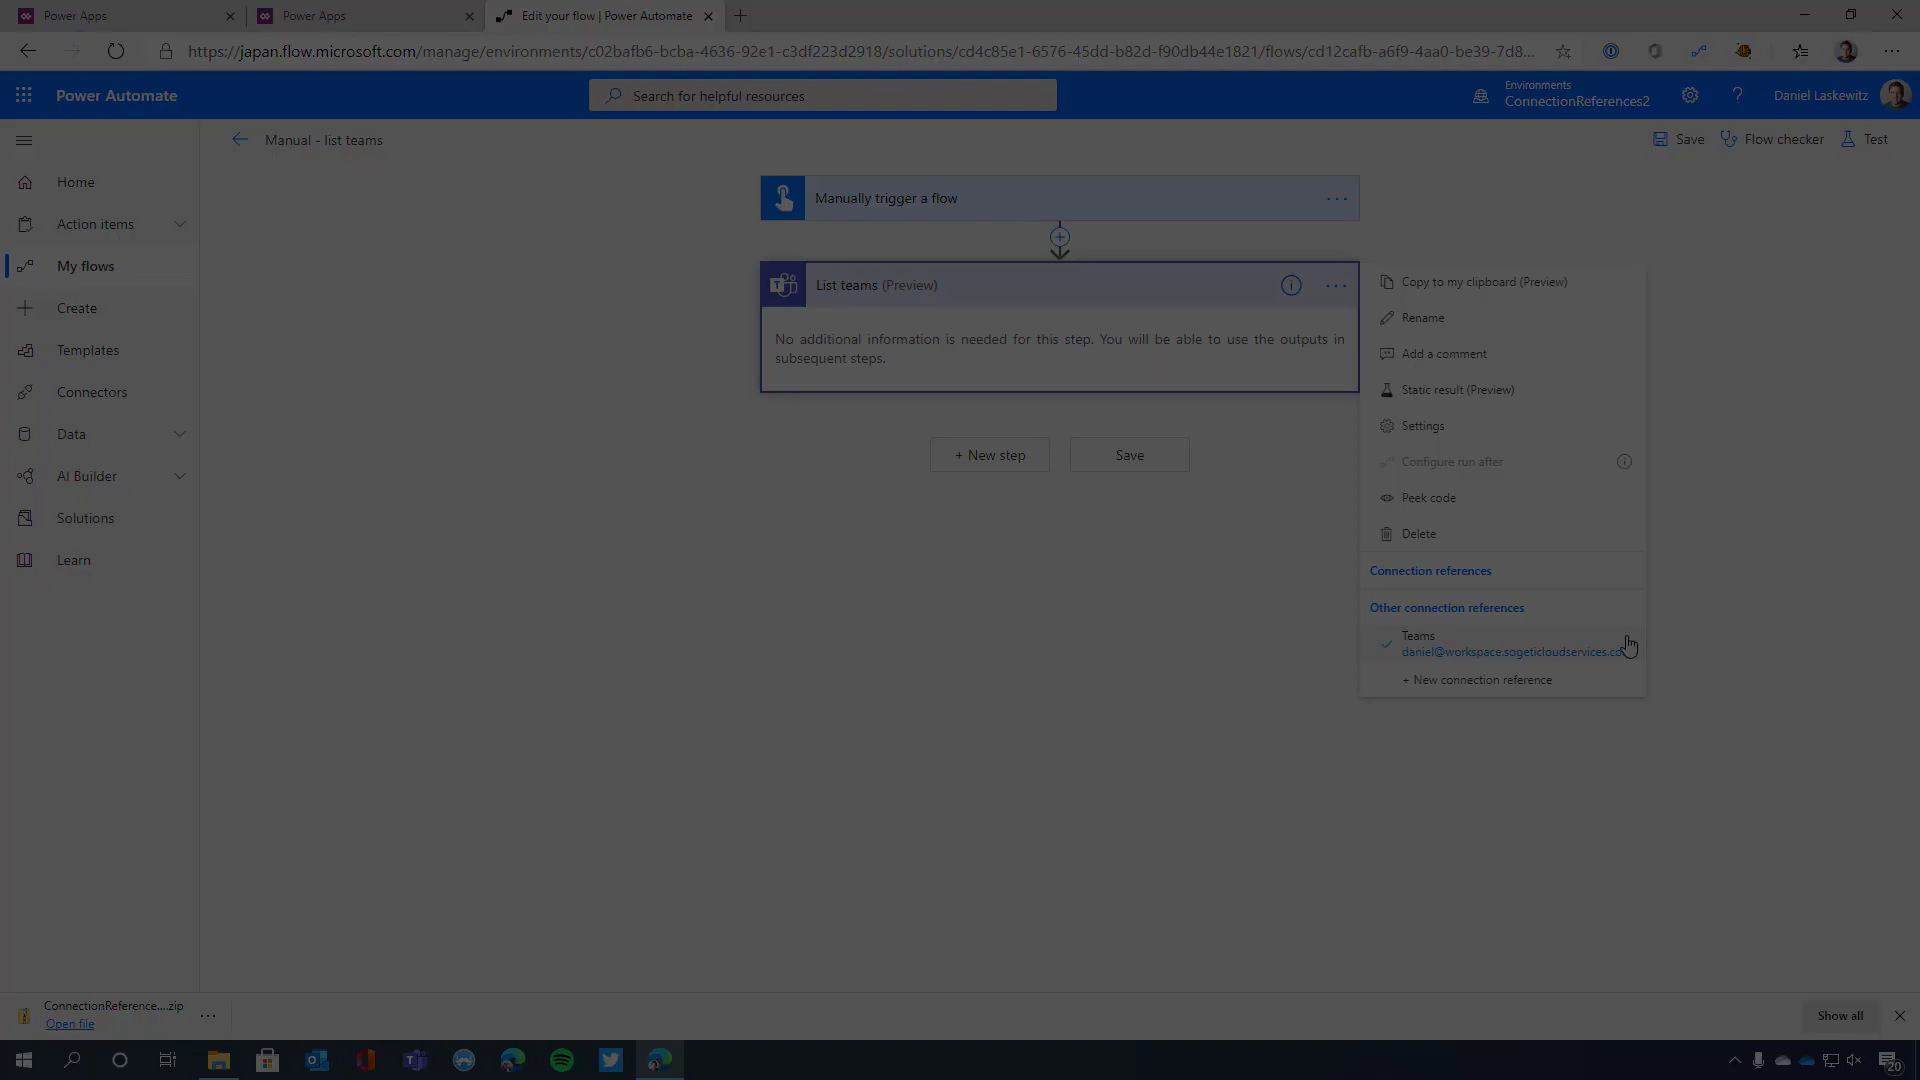 Power Apps
Power Apps
Edit your flow | Power Automate
https://japan.flow.microsoft.com/manage/environments/c02bafb6-bcba-4636-92e1-c3df223d2918/solutions/cd4c85e1-6576-45dd-b82d-f90db44e1821/flows/cd12cafb-a6f9-4aa0-be39-7d8...
Power Automate
Search for helpful resources
Environments
ConnectionReferences2
Daniel Laskewitz
Manual - list teams
Save
Flow checker
Test
Home
Action items
My flows
Create
Templates
Connectors
Data
AI Builder
Solutions
Learn
Manually trigger a flow
List teams (Preview)
No additional information is needed for this step. You will be able to use the outputs in
subsequent steps.
+ New step
Save
Copy to my clipboard (Preview)
Rename
Add a comment
Static result (Preview)
Settings
Configure run after
Peek code
Delete
Connection references
Other connection references
Teams
daniel@workspace.sogeticloudservices.co
+ New connection reference
ConnectionReference....zip
Open file
Show all
20